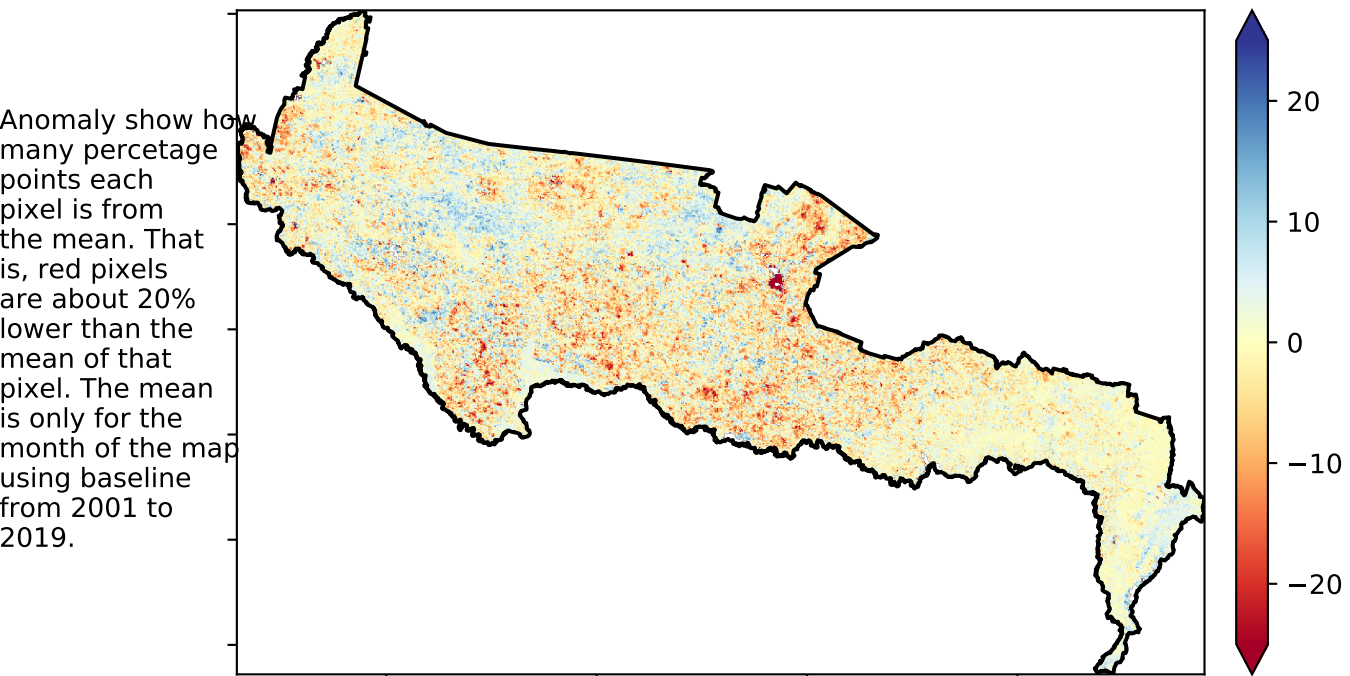 Anomaly show how
many percetage
points each
pixel is from
the mean. That
is, red pixels
are about 20%
lower than the
mean of that
pixel. The mean
is only for the
month of the map
using baseline
from 2001 to
2019.
20
10
0
−10
−20